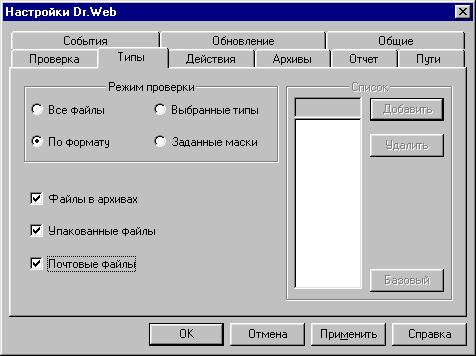 Настройки Dr.Web
События Обновление Общие
Проверка Типы Действия Архивы Отчет Пути
Режим проверки
Все файлы Выбранные типы
По формату Заданные маски
Файлы в архивах
Упакованные файлы
Почтовые файлы
Список
Добавить
Удалить
Базовый
OK Отмена Применить Справка